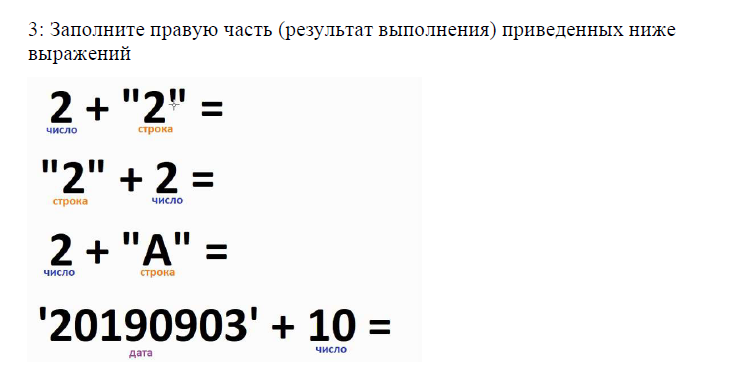 3: Заполните правую часть (результат выполнения) приведенных ниже
выражений
2 + "2" =
число строка
"2" + 2 =
строка число
2 + "А" =
число строка
'20190903' + 10 =
дата число